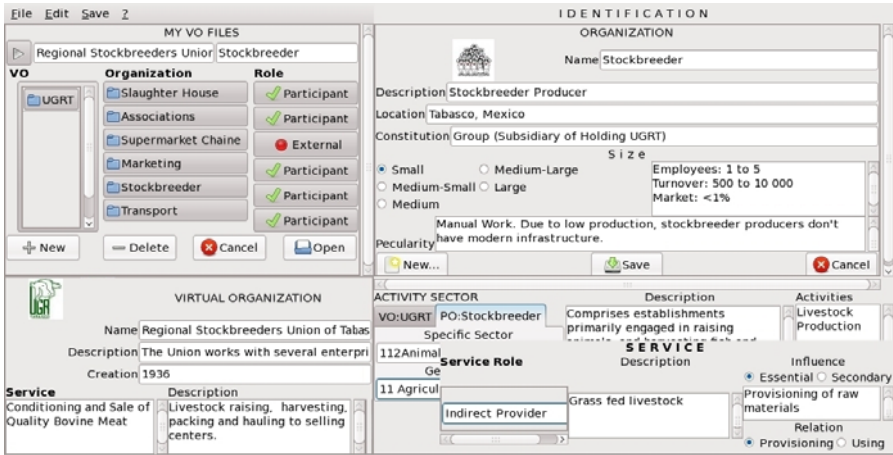 File Edit Save ?
MY VO FILES
Regional Stockbreeders Unior Stockbreeder
VO Organization Role
UGRT
Slaughter House Participant
Associations Participant
Supermarket Chaine External
Marketing Participant
Stockbreeder Participant
Transport Participant
New Delete Cancel Open
IDENTIFICATION
ORGANIZATION
Name Stockbreeder
Description Stockbreeder Producer
Location Tabasco, Mexico
Constitution Group (Subsidiary of Holding UGRT)
Size
Small Medium-Large
Medium-Small Large
Medium
Employees: 1 to 5
Turnover: 500 to 10 000
Market: <1%
Pecularity Manual Work. Due to low production, stockbreeder producers don't
have modern infrastructure.
New... Save Cancel
UGR
VIRTUAL ORGANIZATION
Name Regional Stockbreeders Union of Tabas
Description The Union works with several enterpri
Creation 1936
Service Description
Conditioning and Sale of
Quality Bovine Meat
Livestock raising, harvesting,
packing and hauling to selling
centers.
ACTIVITY SECTOR
VO:UGRT PO:Stockbreeder
Specific Sector
112Animal
Ge
11 Agricul
Description
Comprises establishments
primarily engaged in raising
Activities
Livestock
Production
SERVICE
Service Role
Indirect Provider
Description
Grass fed livestock
Influence
Essential Secondary
Provisioning of raw
materials
Relation
Provisioning Using